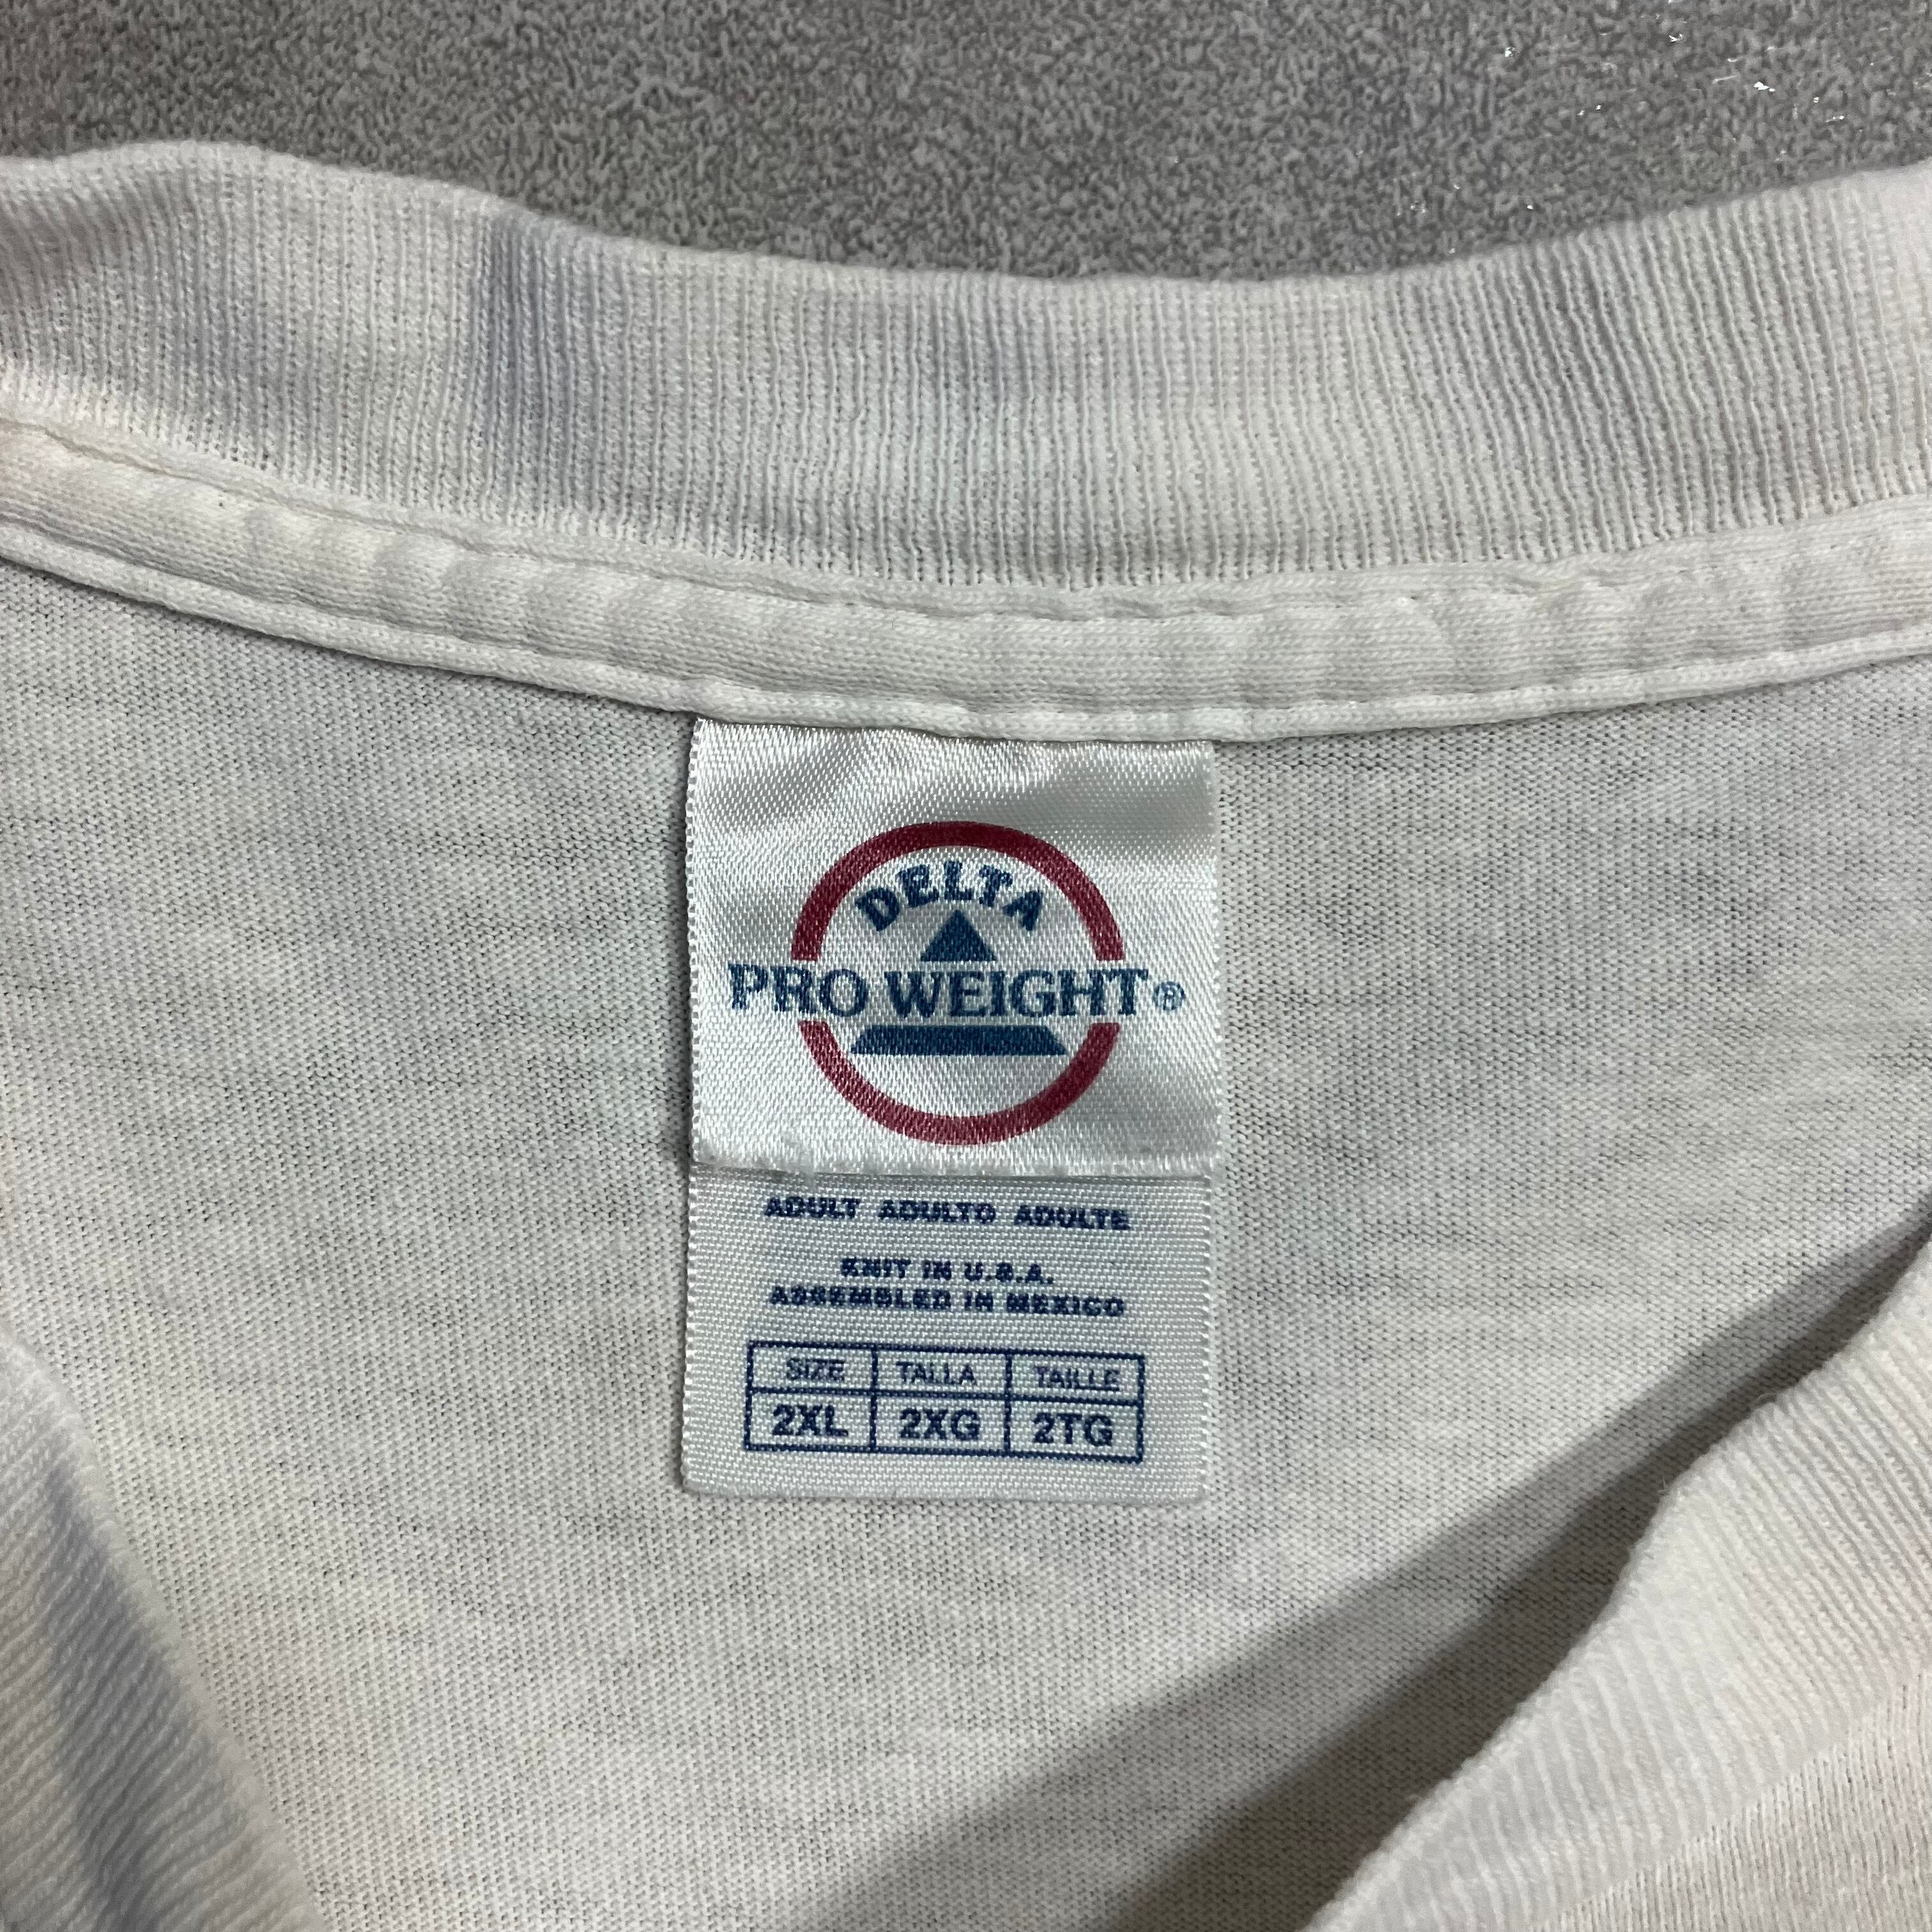 DELTA
PRO WEIGHT®
ADULT ADULTO ADULTE
KNIT IN U.S.A.
ASSEMBLED IN MEXICO
SIZE TALLA TAILLE
2XL 2XG 2TG